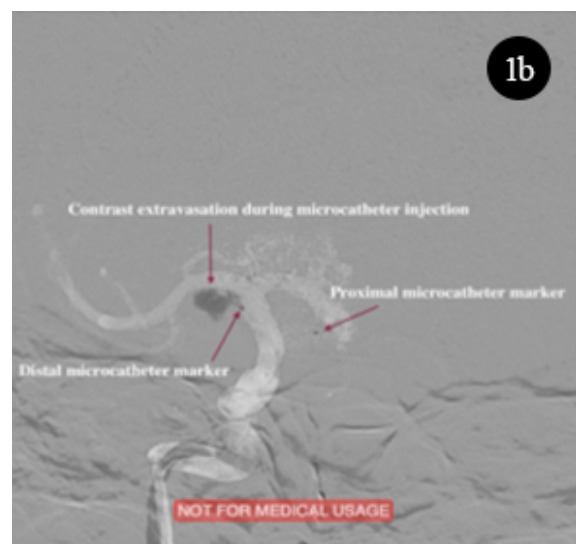 1b
Contrast extravasation during microcatheter injection
Proximal microcatheter marker
Distal microcatheter marker
NOT FOR MEDICAL USAGE